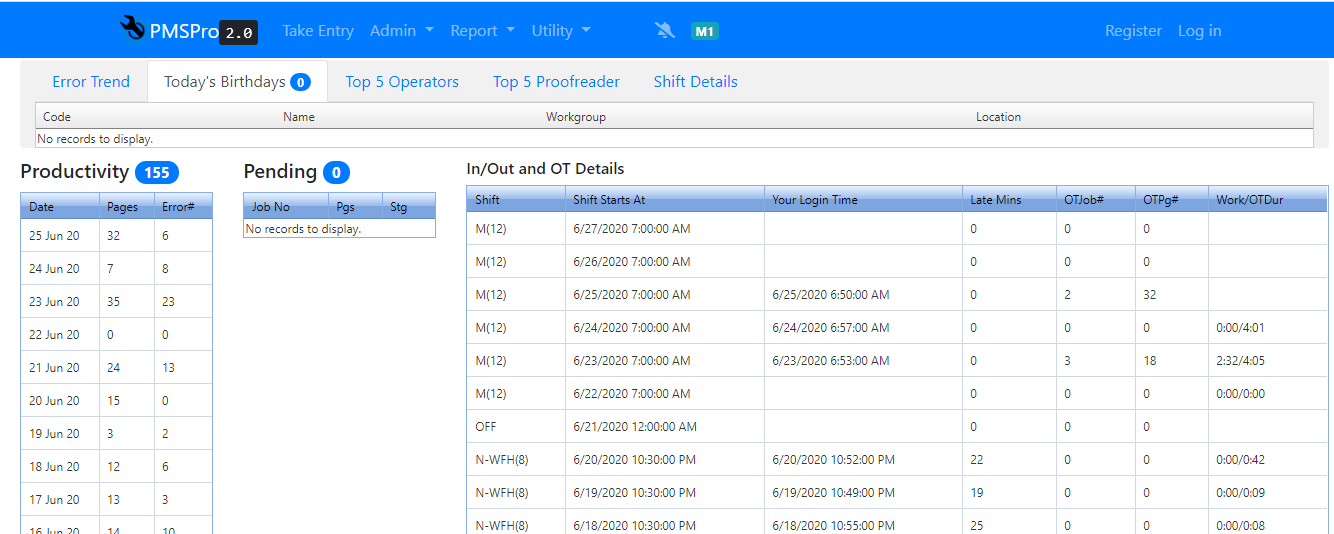 PMSPro 2.0 Take Entry Admin Report Utility M1 Register Log in
Error Trend Today's Birthdays 0 Top 5 Operators Top 5 Proofreader Shift Details
Code Name Workgroup Location
No records to display.
Productivity 155
Date Pages Error#
25 Jun 20 32 6
24 Jun 20 7 8
23 Jun 20 35 23
22 Jun 20 0 0
21 Jun 20 24 13
20 Jun 20 15 0
19 Jun 20 3 2
18 Jun 20 12 6
17 Jun 20 13 3
16 Jun 20 14 10
Pending 0
Job No Pgs Stg
No records to display.
In/Out and OT Details
Shift Shift Starts At Your Login Time Late Mins OTJob# OTPg# Work/OTDur
M(12) 6/27/2020 7:00:00 AM 0 0 0
M(12) 6/26/2020 7:00:00 AM 0 0 0
M(12) 6/25/2020 7:00:00 AM 6/25/2020 6:50:00 AM 0 2 32
M(12) 6/24/2020 7:00:00 AM 6/24/2020 6:57:00 AM 0 0 0 0:00/4:01
M(12) 6/23/2020 7:00:00 AM 6/23/2020 6:53:00 AM 0 3 18 2:32/4:05
M(12) 6/22/2020 7:00:00 AM 0 0 0 0:00/0:00
OFF 6/21/2020 12:00:00 AM 0 0 0
N-WFH(8) 6/20/2020 10:30:00 PM 6/20/2020 10:52:00 PM 22 0 0 0:00/0:42
N-WFH(8) 6/19/2020 10:30:00 PM 6/19/2020 10:49:00 PM 19 0 0 0:00/0:09
N-WFH(8) 6/18/2020 10:30:00 PM 6/18/2020 10:55:00 PM 25 0 0 0:00/0:08